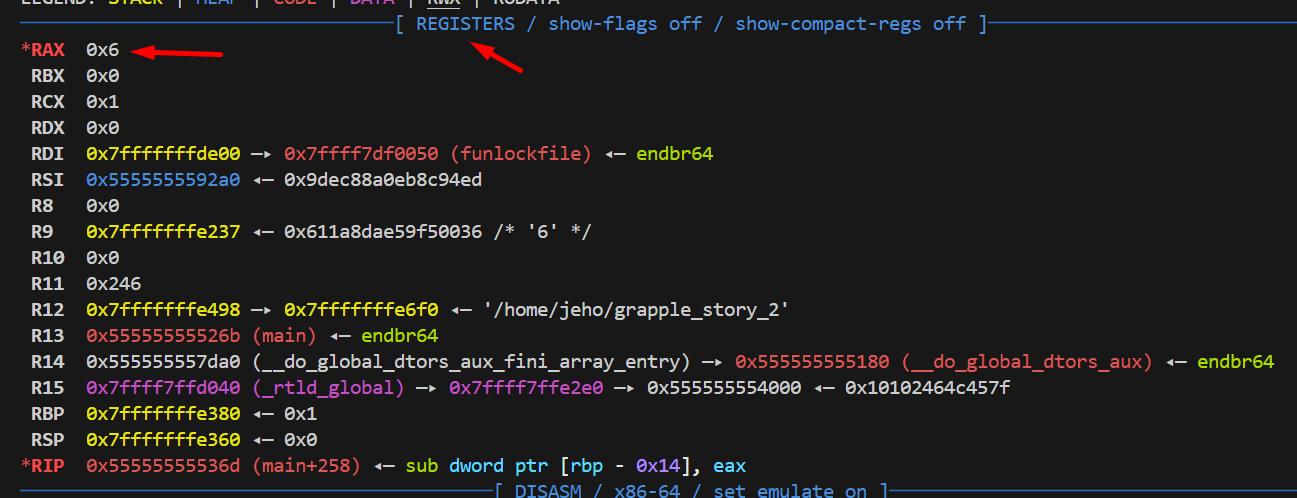 LEGEND: STACK | HEAP | CODE | DATA | RWX | RODATA
[ REGISTERS / show-flags off / show-compact-regs off ]
*RAX 0x6
RBX 0x0
RCX 0x1
RDX 0x0
RDI 0x7fffffffde00 —▸ 0x7ffff7df0050 (funlockfile) ◂— endbr64
RSI 0x5555555592a0 ◂— 0x9dec88a0eb8c94ed
R8 0x0
R9 0x7fffffffe237 ◂— 0x611a8dae59f50036 /* '6' */
R10 0x0
R11 0x246
R12 0x7fffffffe498 —▸ 0x7fffffffe6f0 ◂— '/home/jeho/grapple_story_2'
R13 0x55555555526b (main) ◂— endbr64
R14 0x555555557da0 (__do_global_dtors_aux_fini_array_entry) —▸ 0x555555555180 (__do_global_dtors_aux) ◂— endbr64
R15 0x7ffff7ffd040 (_rtld_global) —▸ 0x7ffff7ffe2e0 —▸ 0x555555554000 ◂— 0x10102464c457f
RBP 0x7fffffffe380 ◂— 0x1
RSP 0x7fffffffe360 ◂— 0x0
*RIP 0x55555555536d (main+258) ◂— sub dword ptr [rbp - 0x14], eax
[ DISASM / x86-64 / set emulate on ]